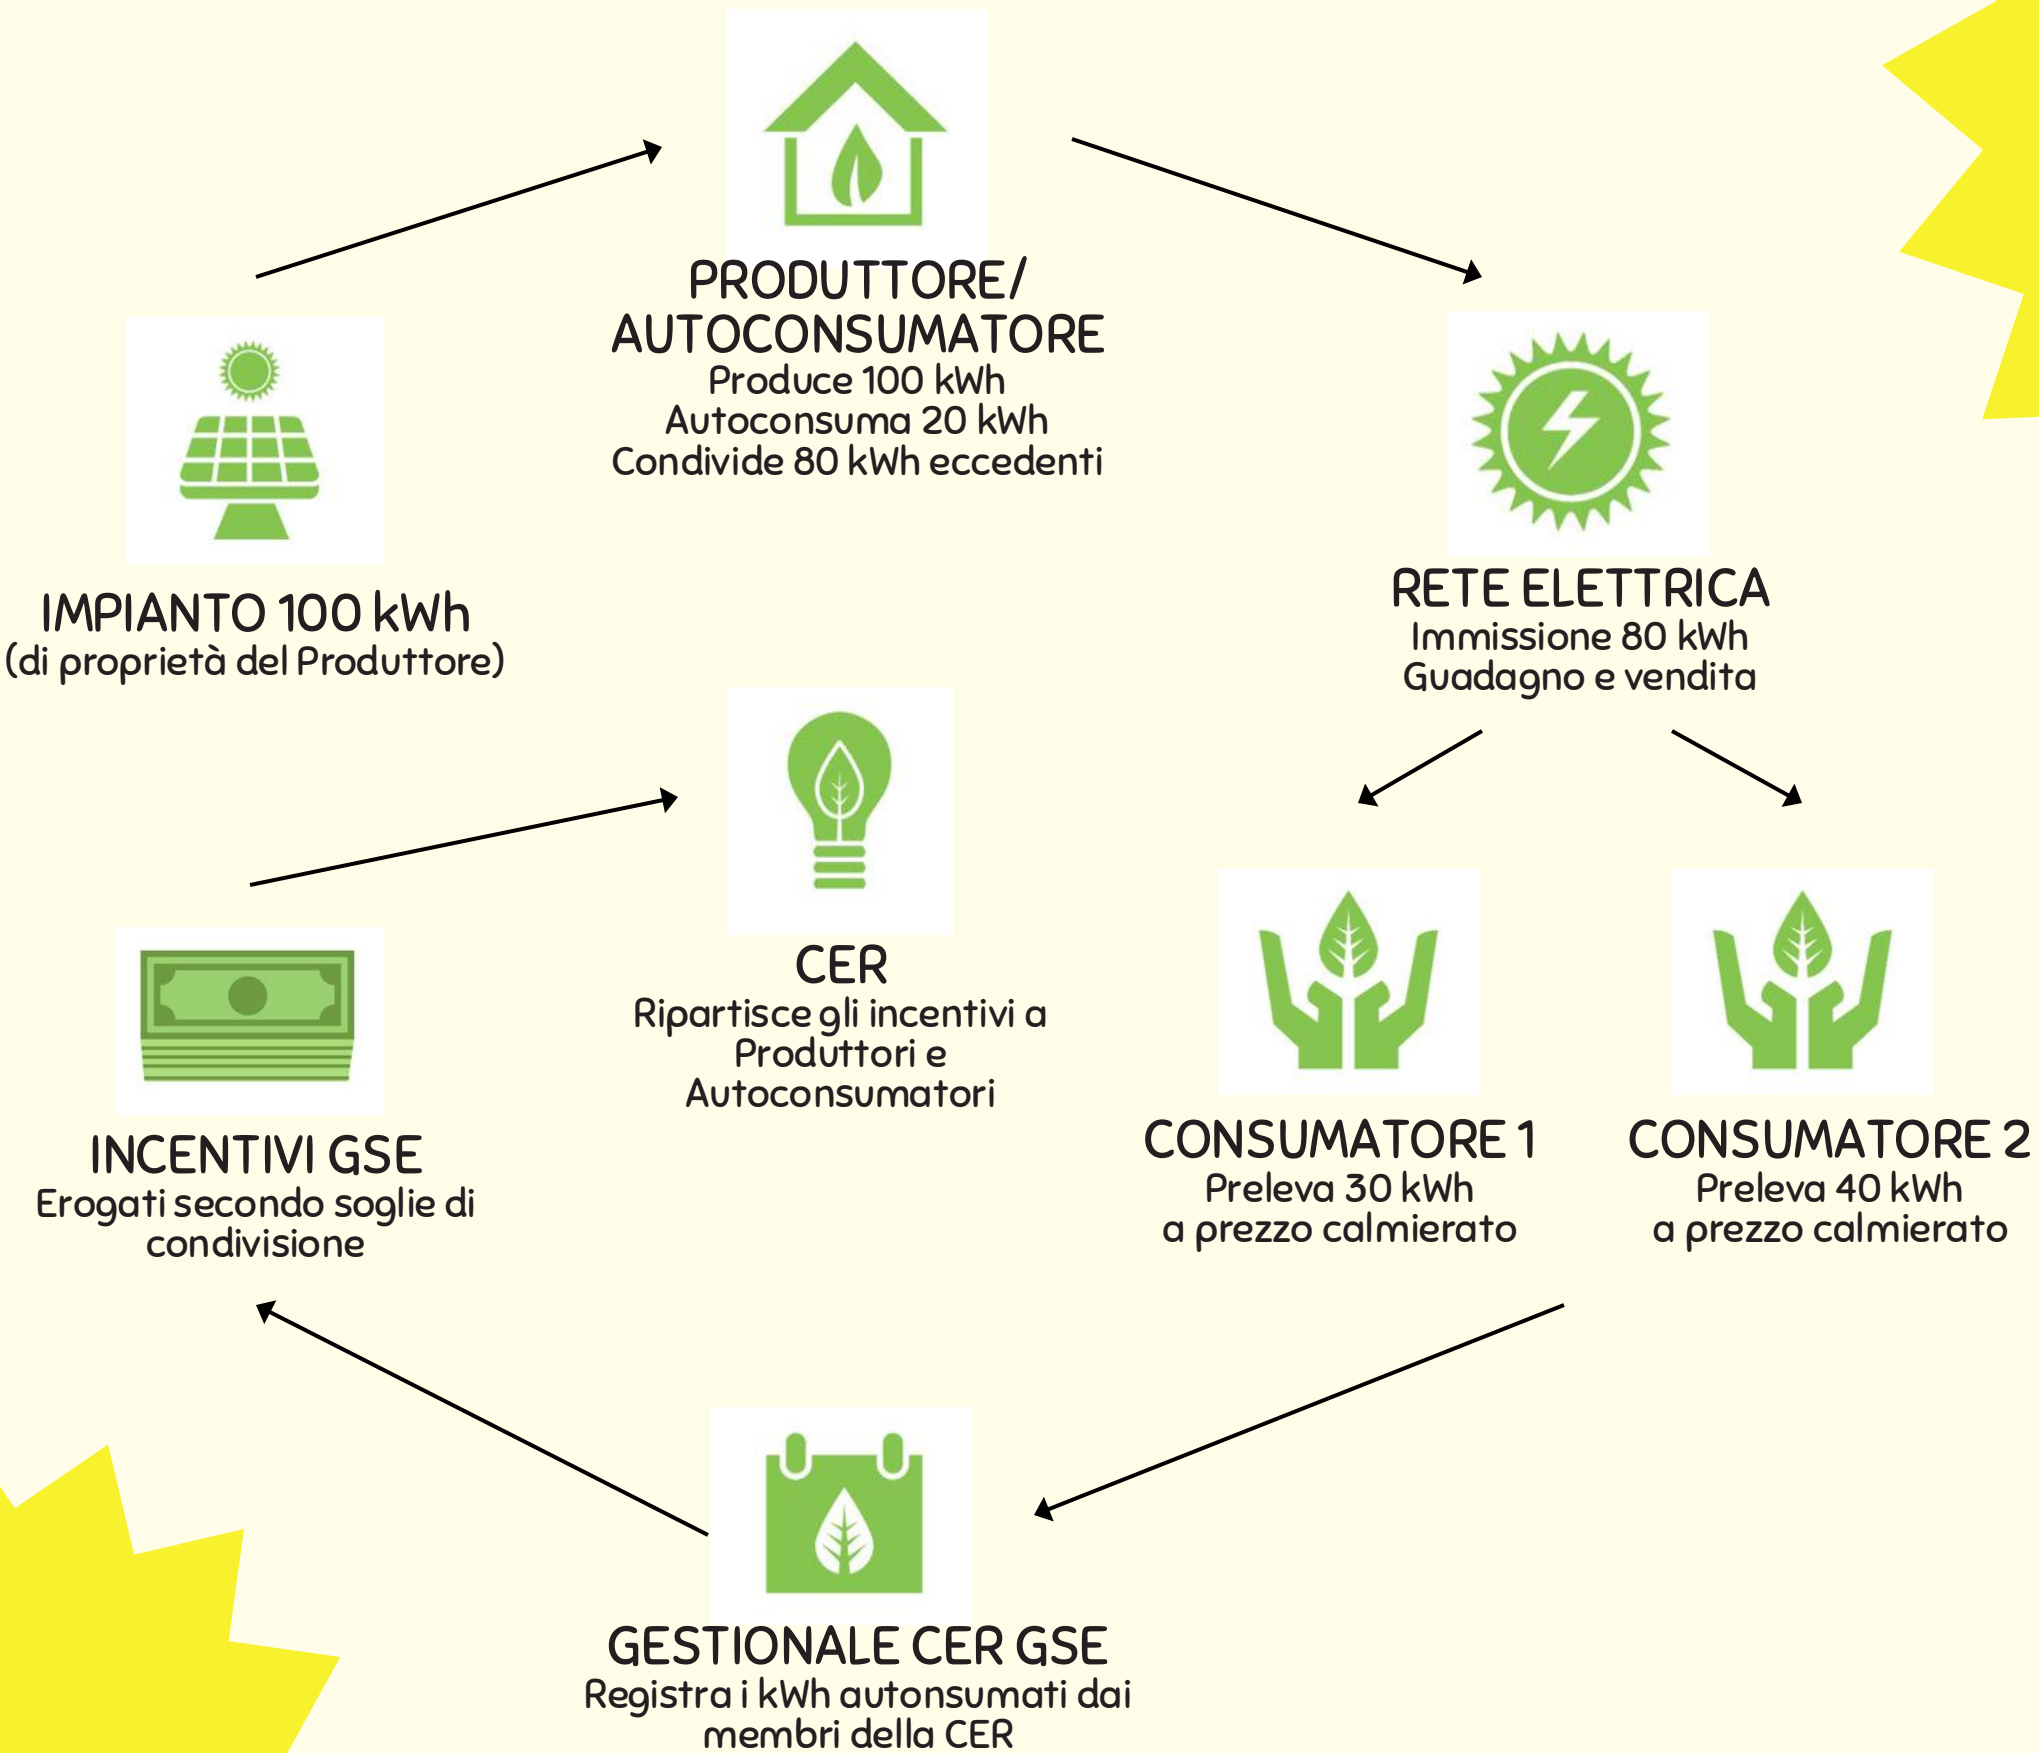 PRODUTTORE/
AUTOCONSUMATORE
Produce 100 kWh
Autoconsuma 20 kWh
Condivide 80 kWh eccedenti
IMPIANTO 100 kWh
(di proprietà del Produttore)
RETE ELETTRICA
Immissione 80 kWh
Guadagno e vendita
CER
Ripartisce gli incentivi a
Produttori e
Autoconsumatori
INCENTIVI GSE
Erogati secondo soglie di
condivisione
CONSUMATORE 1
Preleva 30 kWh
a prezzo calmierato
CONSUMATORE 2
Preleva 40 kWh
a prezzo calmierato
GESTIONALE CER GSE
Registra i kWh autonsumati dai
membri della CER